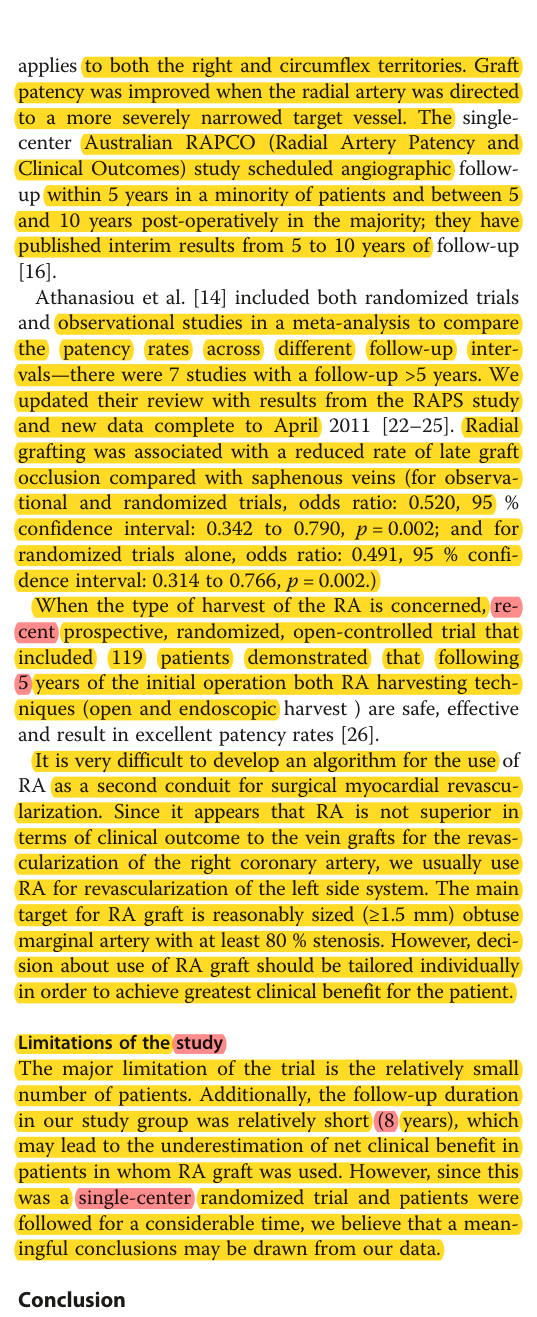 applies to both the right and circumflex territories. Graft
patency was improved when the radial artery was directed
to a more severely narrowed target vessel. The single-
center Australian RAPCO (Radial Artery Patency and
Clinical Outcomes) study scheduled angiographic follow-
up within 5 years in a minority of patients and between 5
and 10 years post-operatively in the majority; they have
published interim results from 5 to 10 years of follow-up
[16].
Athanasiou et al. [14] included both randomized trials
and observational studies in a meta-analysis to compare
the patency rates across different follow-up inter-
vals—there were 7 studies with a follow-up >5 years. We
updated their review with results from the RAPS study
and new data complete to April 2011 [22–25]. Radial
grafting was associated with a reduced rate of late graft
occlusion compared with saphenous veins (for observa-
tional and randomized trials, odds ratio: 0.520, 95 %
confidence interval: 0.342 to 0.790, p = 0.002; and for
randomized trials alone, odds ratio: 0.491, 95 % confi-
dence interval: 0.314 to 0.766, p = 0.002.)
When the type of harvest of the RA is concerned, re-
cent prospective, randomized, open-controlled trial that
included 119 patients demonstrated that following
5 years of the initial operation both RA harvesting tech-
niques (open and endoscopic harvest ) are safe, effective
and result in excellent patency rates [26].
It is very difficult to develop an algorithm for the use of
RA as a second conduit for surgical myocardial revascu-
larization. Since it appears that RA is not superior in
terms of clinical outcome to the vein grafts for the revas-
cularization of the right coronary artery, we usually use
RA for revascularization of the left side system. The main
target for RA graft is reasonably sized (≥1.5 mm) obtuse
marginal artery with at least 80 % stenosis. However, deci-
sion about use of RA graft should be tailored individually
in order to achieve greatest clinical benefit for the patient.
Limitations of the study
The major limitation of the trial is the relatively small
number of patients. Additionally, the follow-up duration
in our study group was relatively short (8 years), which
may lead to the underestimation of net clinical benefit in
patients in whom RA graft was used. However, since this
was a single-center randomized trial and patients were
followed for a considerable time, we believe that a mean-
ingful conclusions may be drawn from our data.
Conclusion